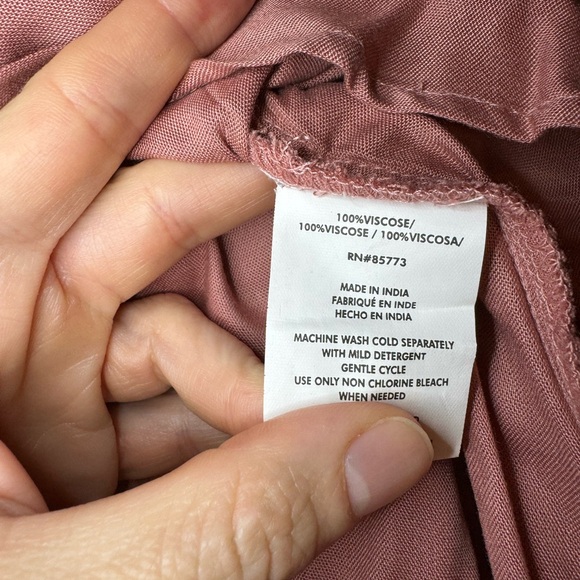 100%VISCOSE/
100%VISCOSE / 100%VISCOSA/
RN#85773
MADE IN INDIA
FABRIQUÉ EN INDE
HECHO EN INDIA
MACHINE WASH COLD SEPARATELY
WITH MILD DETERGENT
GENTLE CYCLE
USE ONLY NON CHLORINE BLEACH
WHEN NEEDED